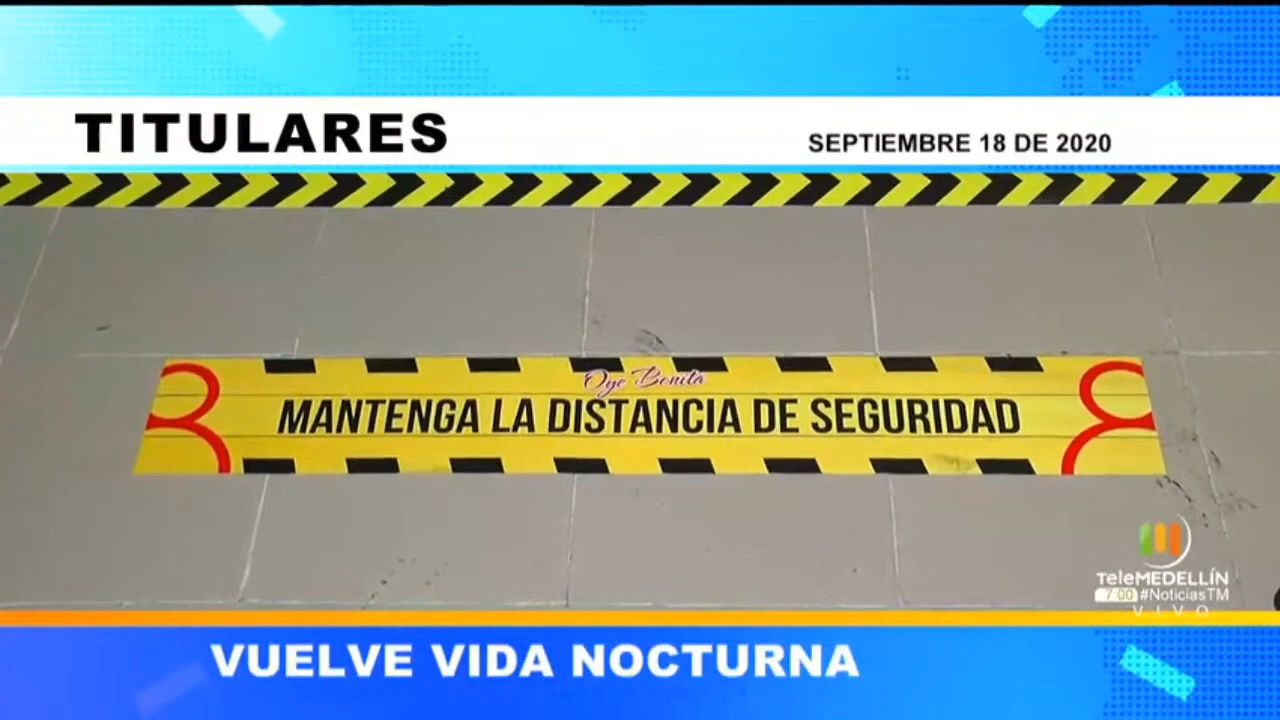 TITULARES
SEPTIEMBRE 18 DE 2020
Oye Bonita
MANTENGA LA DISTANCIA DE SEGURIDAD
TeleMEDELLÍN
7:00 #NoticiasTM
VIVO
VUELVE VIDA NOCTURNA